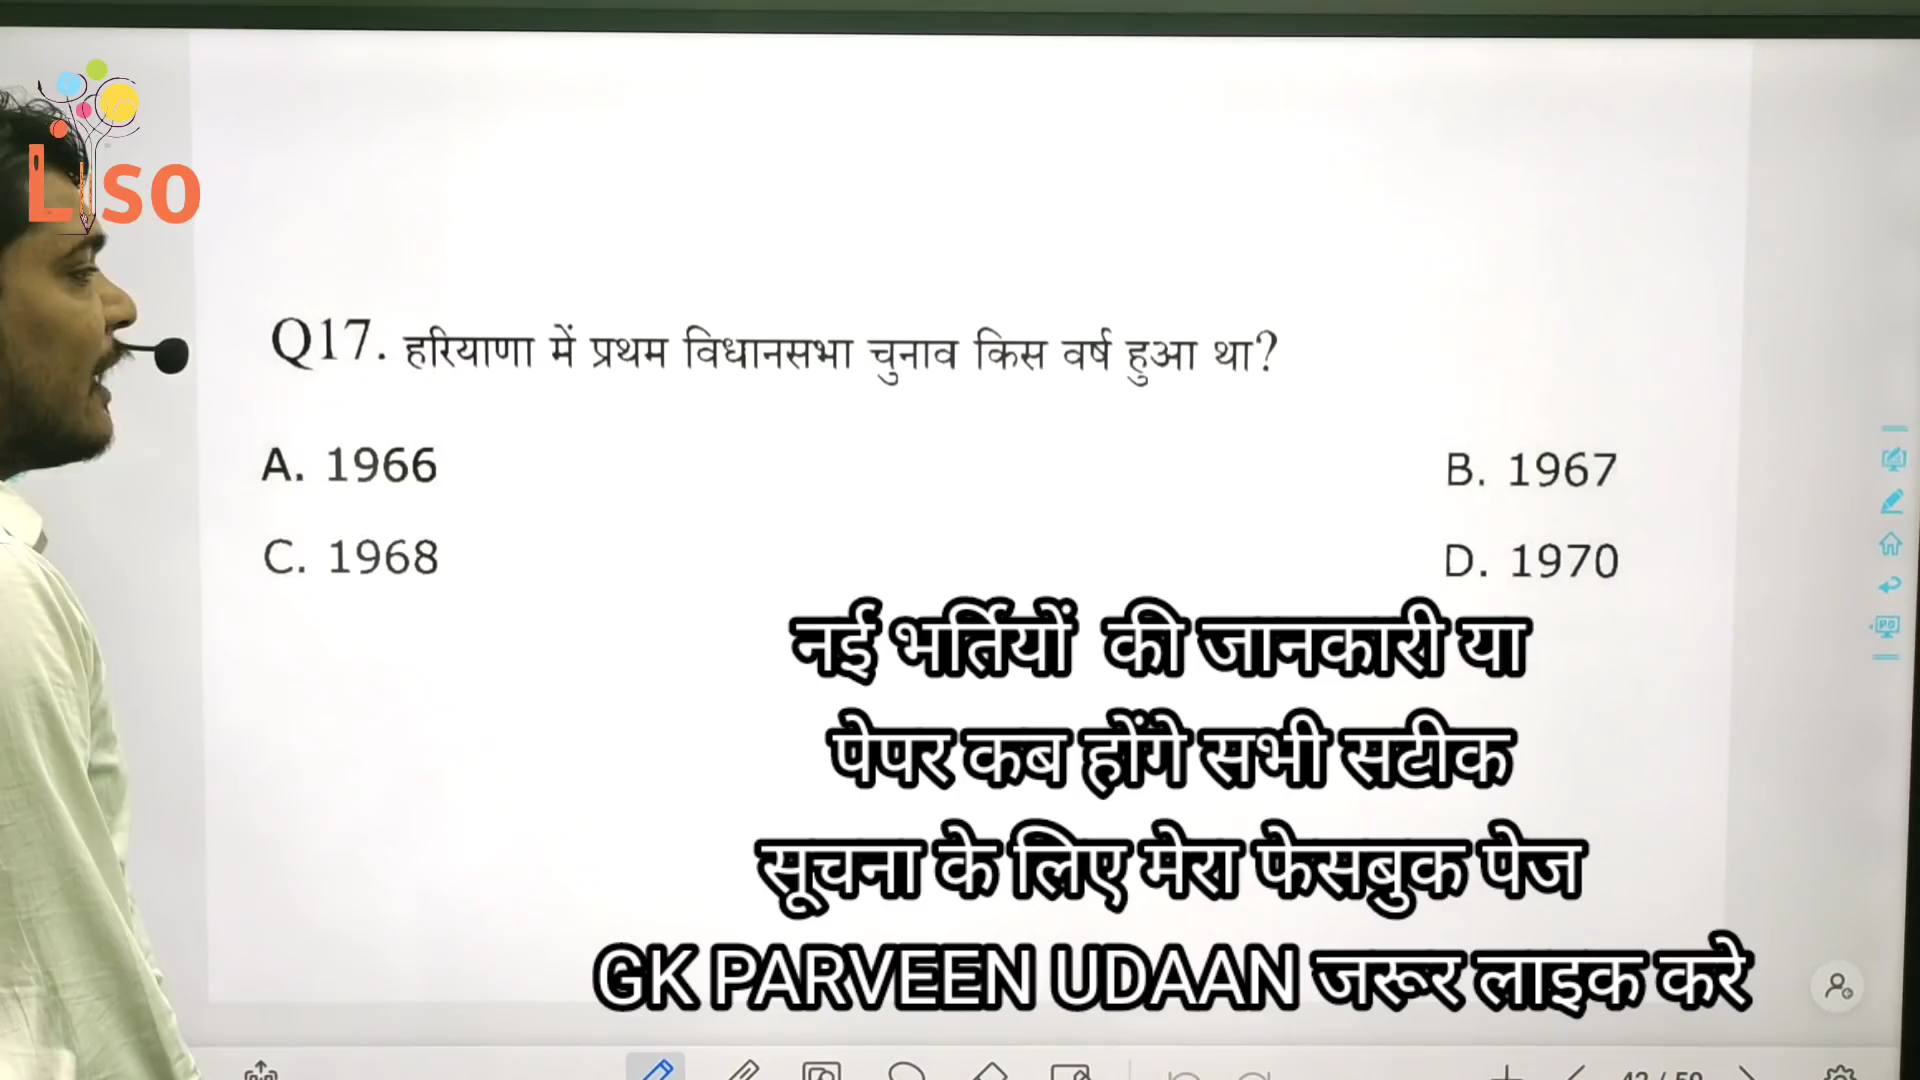 Liso
Q17. हरियाणा में प्रथम विधानसभा चुनाव किस वर्ष हुआ था?
A. 1966
B. 1967
C. 1968
D. 1970
नई भर्तियों की जानकारी या
पेपर कब होंगे सभी सटीक
सूचना के लिए मेरा फेसबुक पेज
GK PARVEEN UDAAN जरूर लाइक करे